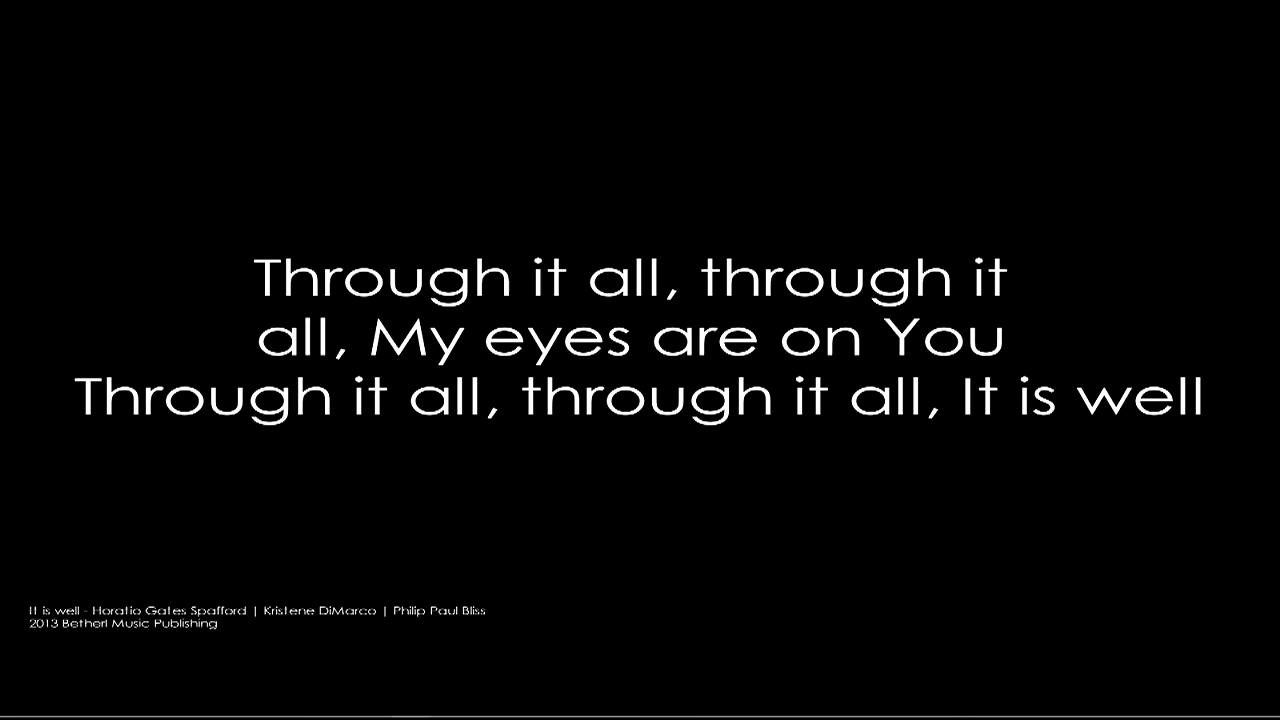 Through it all, through it
all, My eyes are on You
Through it all, through it all, It is well
It is well - Horatio Gates Spafford | Kristene DiMarco | Philip Paul Bliss
2013 Betherl Music Publishing